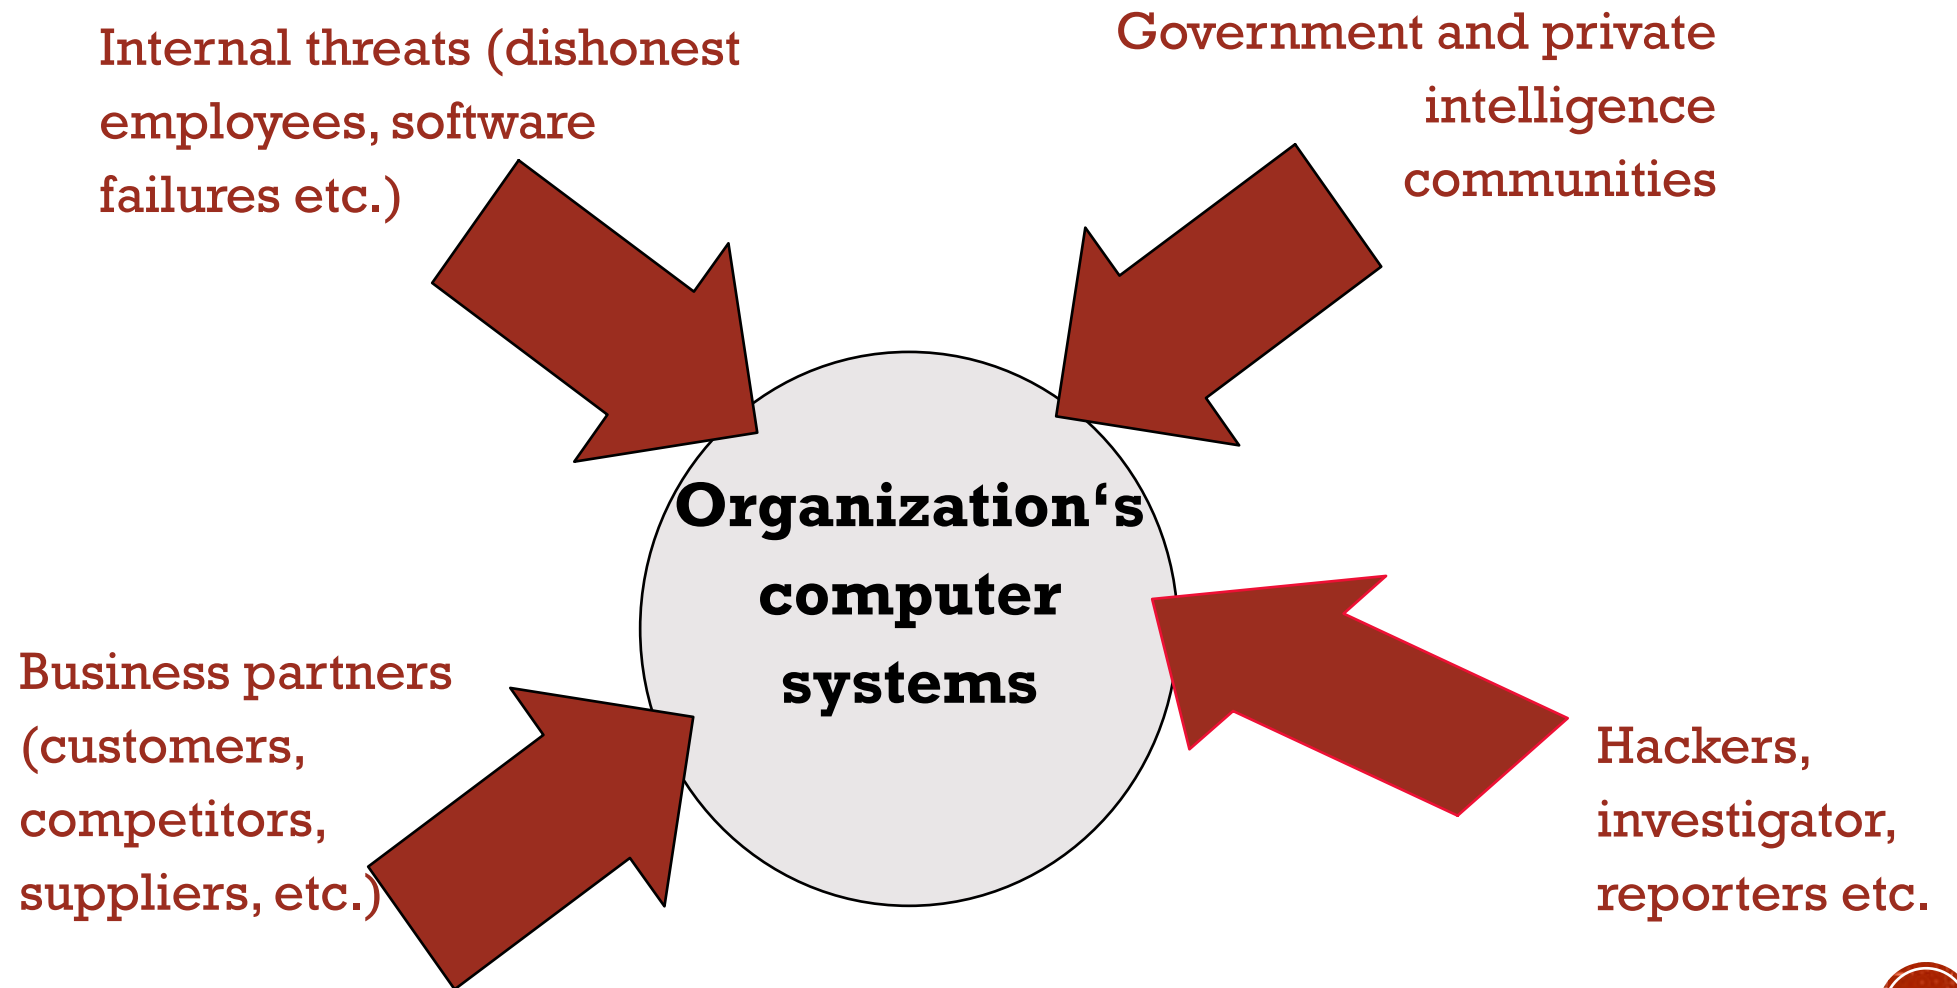 Internal threats (dishonest
employees, software
failures etc.)
Government and private
intelligence
communities
Organization‘s
computer
systems
Business partners
(customers,
competitors,
suppliers, etc.)
Hackers,
investigator,
reporters etc.